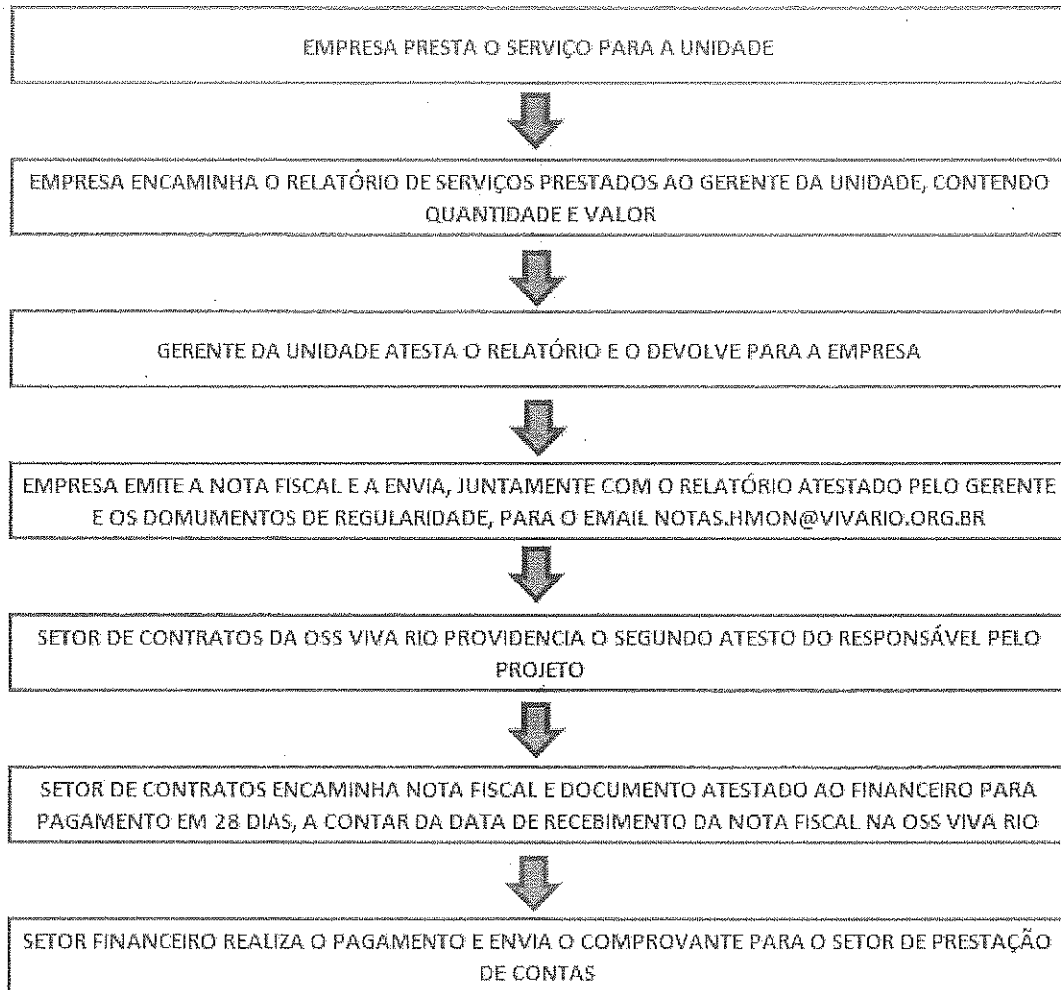 EMPRESA PRESTA O SERVIÇO PARA A UNIDADE
EMPRESA ENCAMINHA O RELATÓRIO DE SERVIÇOS PRESTADOS AO GERENTE DA UNIDADE, CONTENDO
QUANTIDADE E VALOR
GERENTE DA UNIDADE ATESTA O RELATÓRIO E O DEVOLVE PARA A EMPRESA
EMPRESA EMITE A NOTA FISCAL E A ENVIA, JUNTAMENTE COM O RELATÓRIO ATESTADO PELO GERENTE
E OS DOMUMENTOS DE REGULARIDADE, PARA O EMAIL NOTAS.HMON@VIVARIO.ORG.BR
SETOR DE CONTRATOS DA OSS VIVA RIO PROVIDENCIA O SEGUNDO ATESTO DO RESPONSÁVEL PELO
PROJETO
SETOR DE CONTRATOS ENCAMINHA NOTA FISCAL E DOCUMENTO ATESTADO AO FINANCEIRO PARA
PAGAMENTO EM 28 DIAS, A CONTAR DA DATA DE RECEBIMENTO DA NOTA FISCAL NA OSS VIVA RIO
SETOR FINANCEIRO REALIZA O PAGAMENTO E ENVIA O COMPROVANTE PARA O SETOR DE PRESTAÇÃO
DE CONTAS